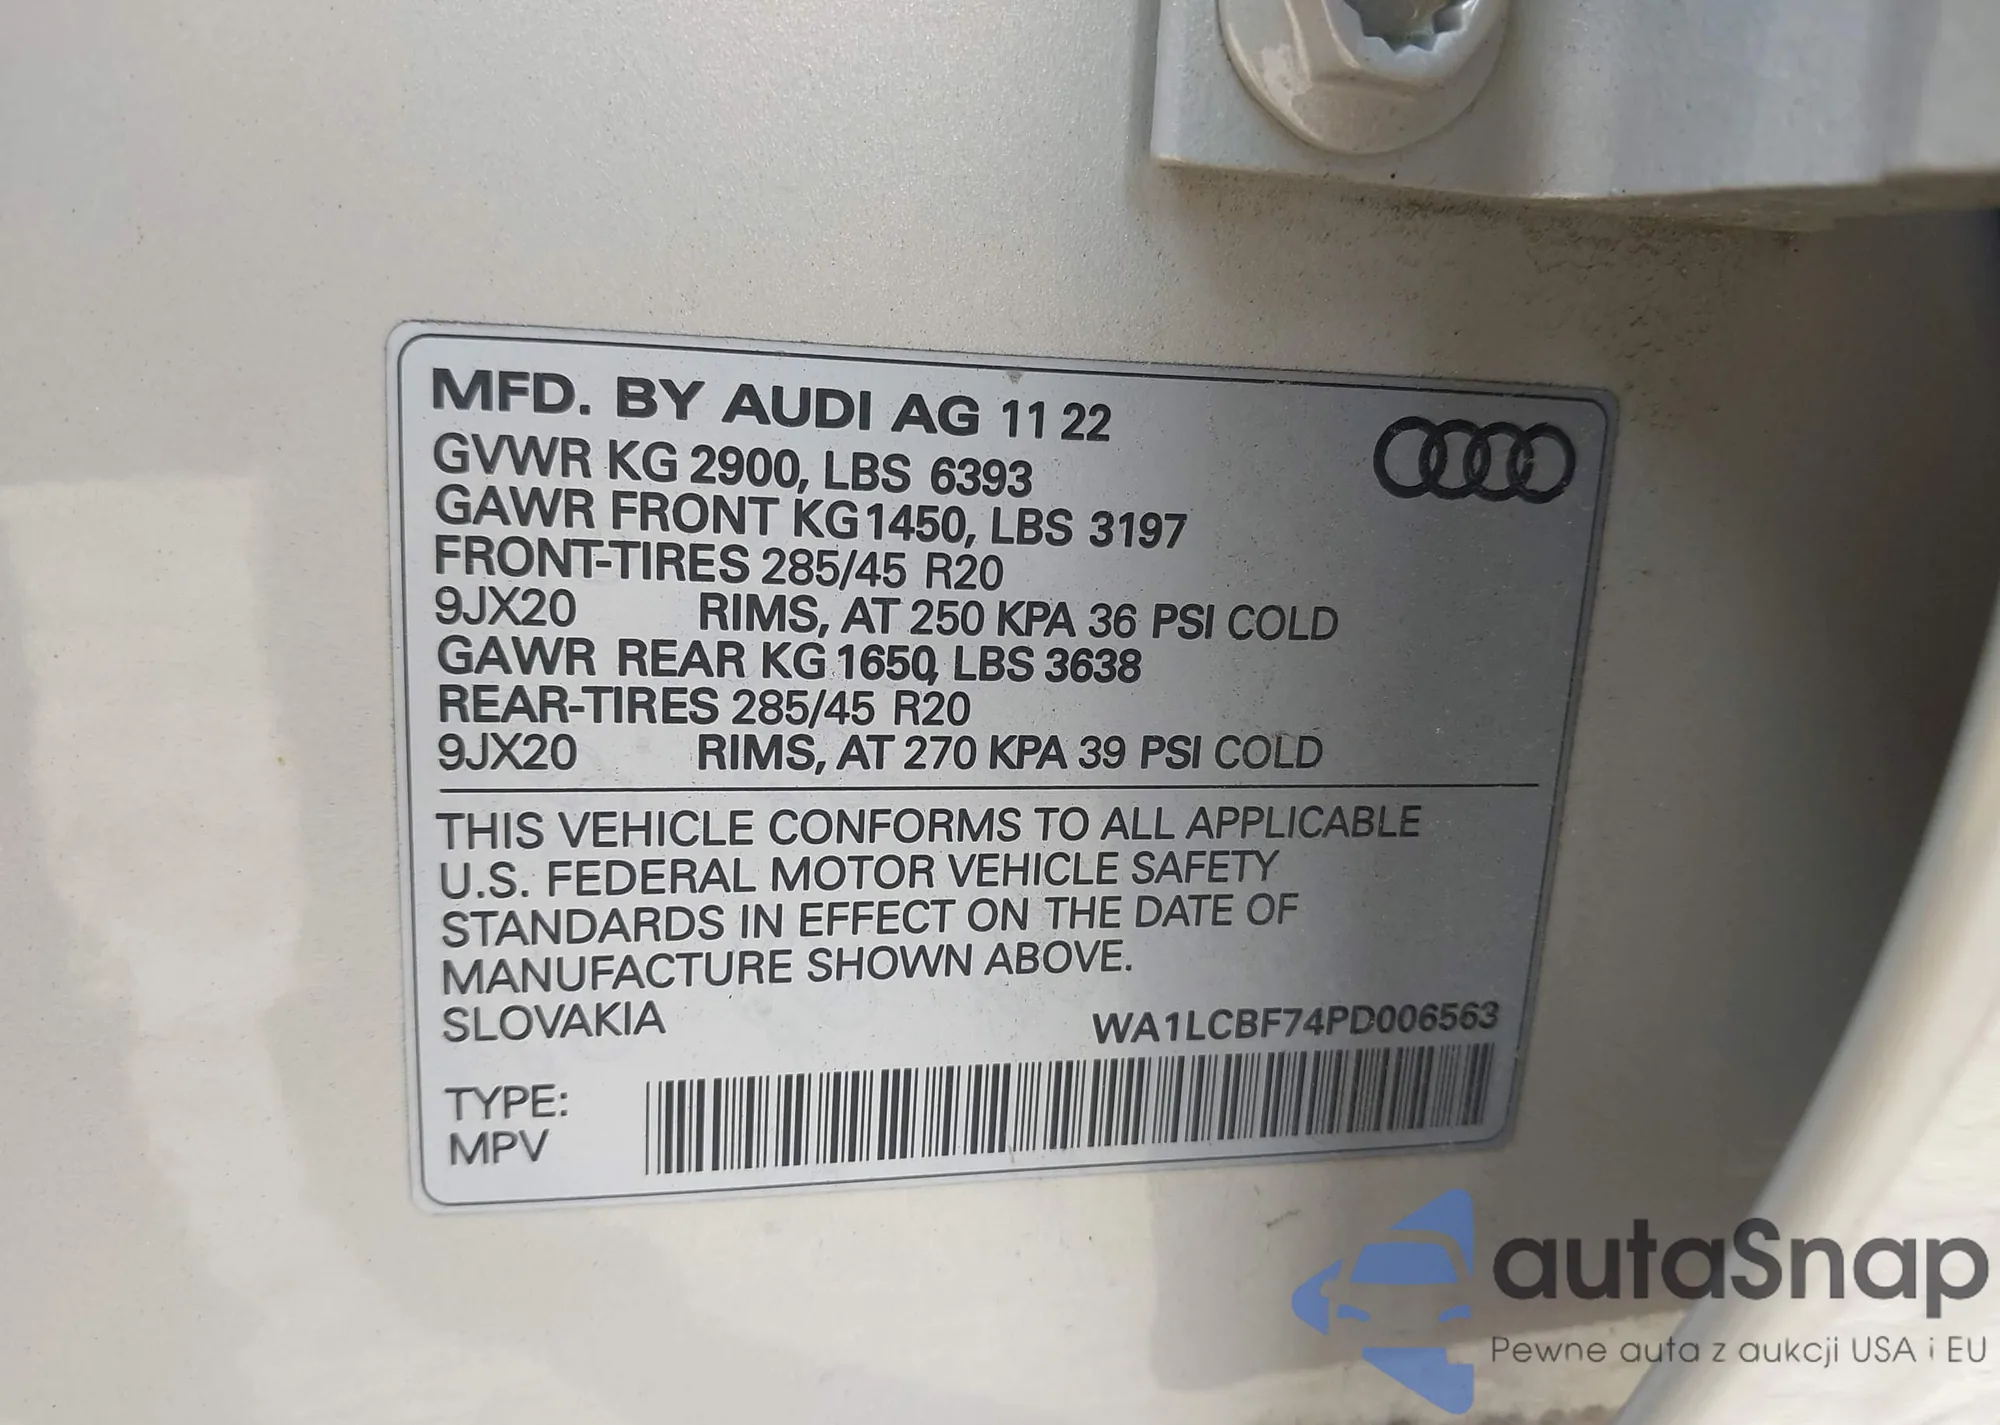 MFD. BY AUDI AG 11 22
GVWR KG 2900, LBS 6393
GAWR FRONT KG 1450, LBS 3197
FRONT-TIRES 285/45 R20
9JX20 RIMS, AT 250 KPA 36 PSI COLD
GAWR REAR KG 1650, LBS 3638
REAR-TIRES 285/45 R20
9JX20 RIMS, AT 270 KPA 39 PSI COLD
THIS VEHICLE CONFORMS TO ALL APPLICABLE
U.S. FEDERAL MOTOR VEHICLE SAFETY
STANDARDS IN EFFECT ON THE DATE OF
MANUFACTURE SHOWN ABOVE.
SLOVAKIA WA1LCBF74PD006563
TYPE:
MPV
autaSnap
Pewne auta z aukcji USA i EU